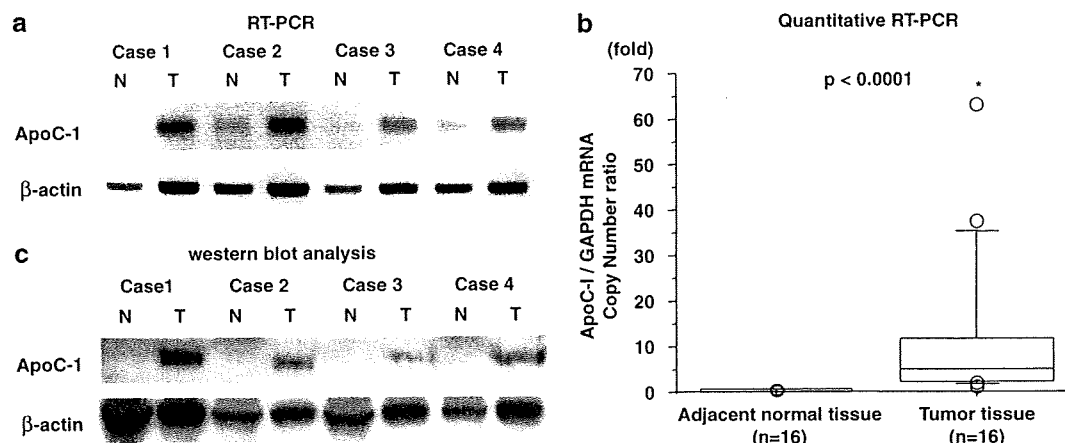 a
RT-PCR
Case 1 Case 2 Case 3 Case 4
N T N T N T N T
ApoC-1
β-actin
b
Quantitative RT-PCR
(fold)
p < 0.0001
*
70
60
50
40
30
20
10
0
ApoC-I / GAPDH mRNA
Copy Number ratio
Adjacent normal tissue
(n=16)
Tumor tissue
(n=16)
c
western blot analysis
Case1 Case 2 Case 3 Case 4
N T N T N T N T
ApoC-1
β-actin